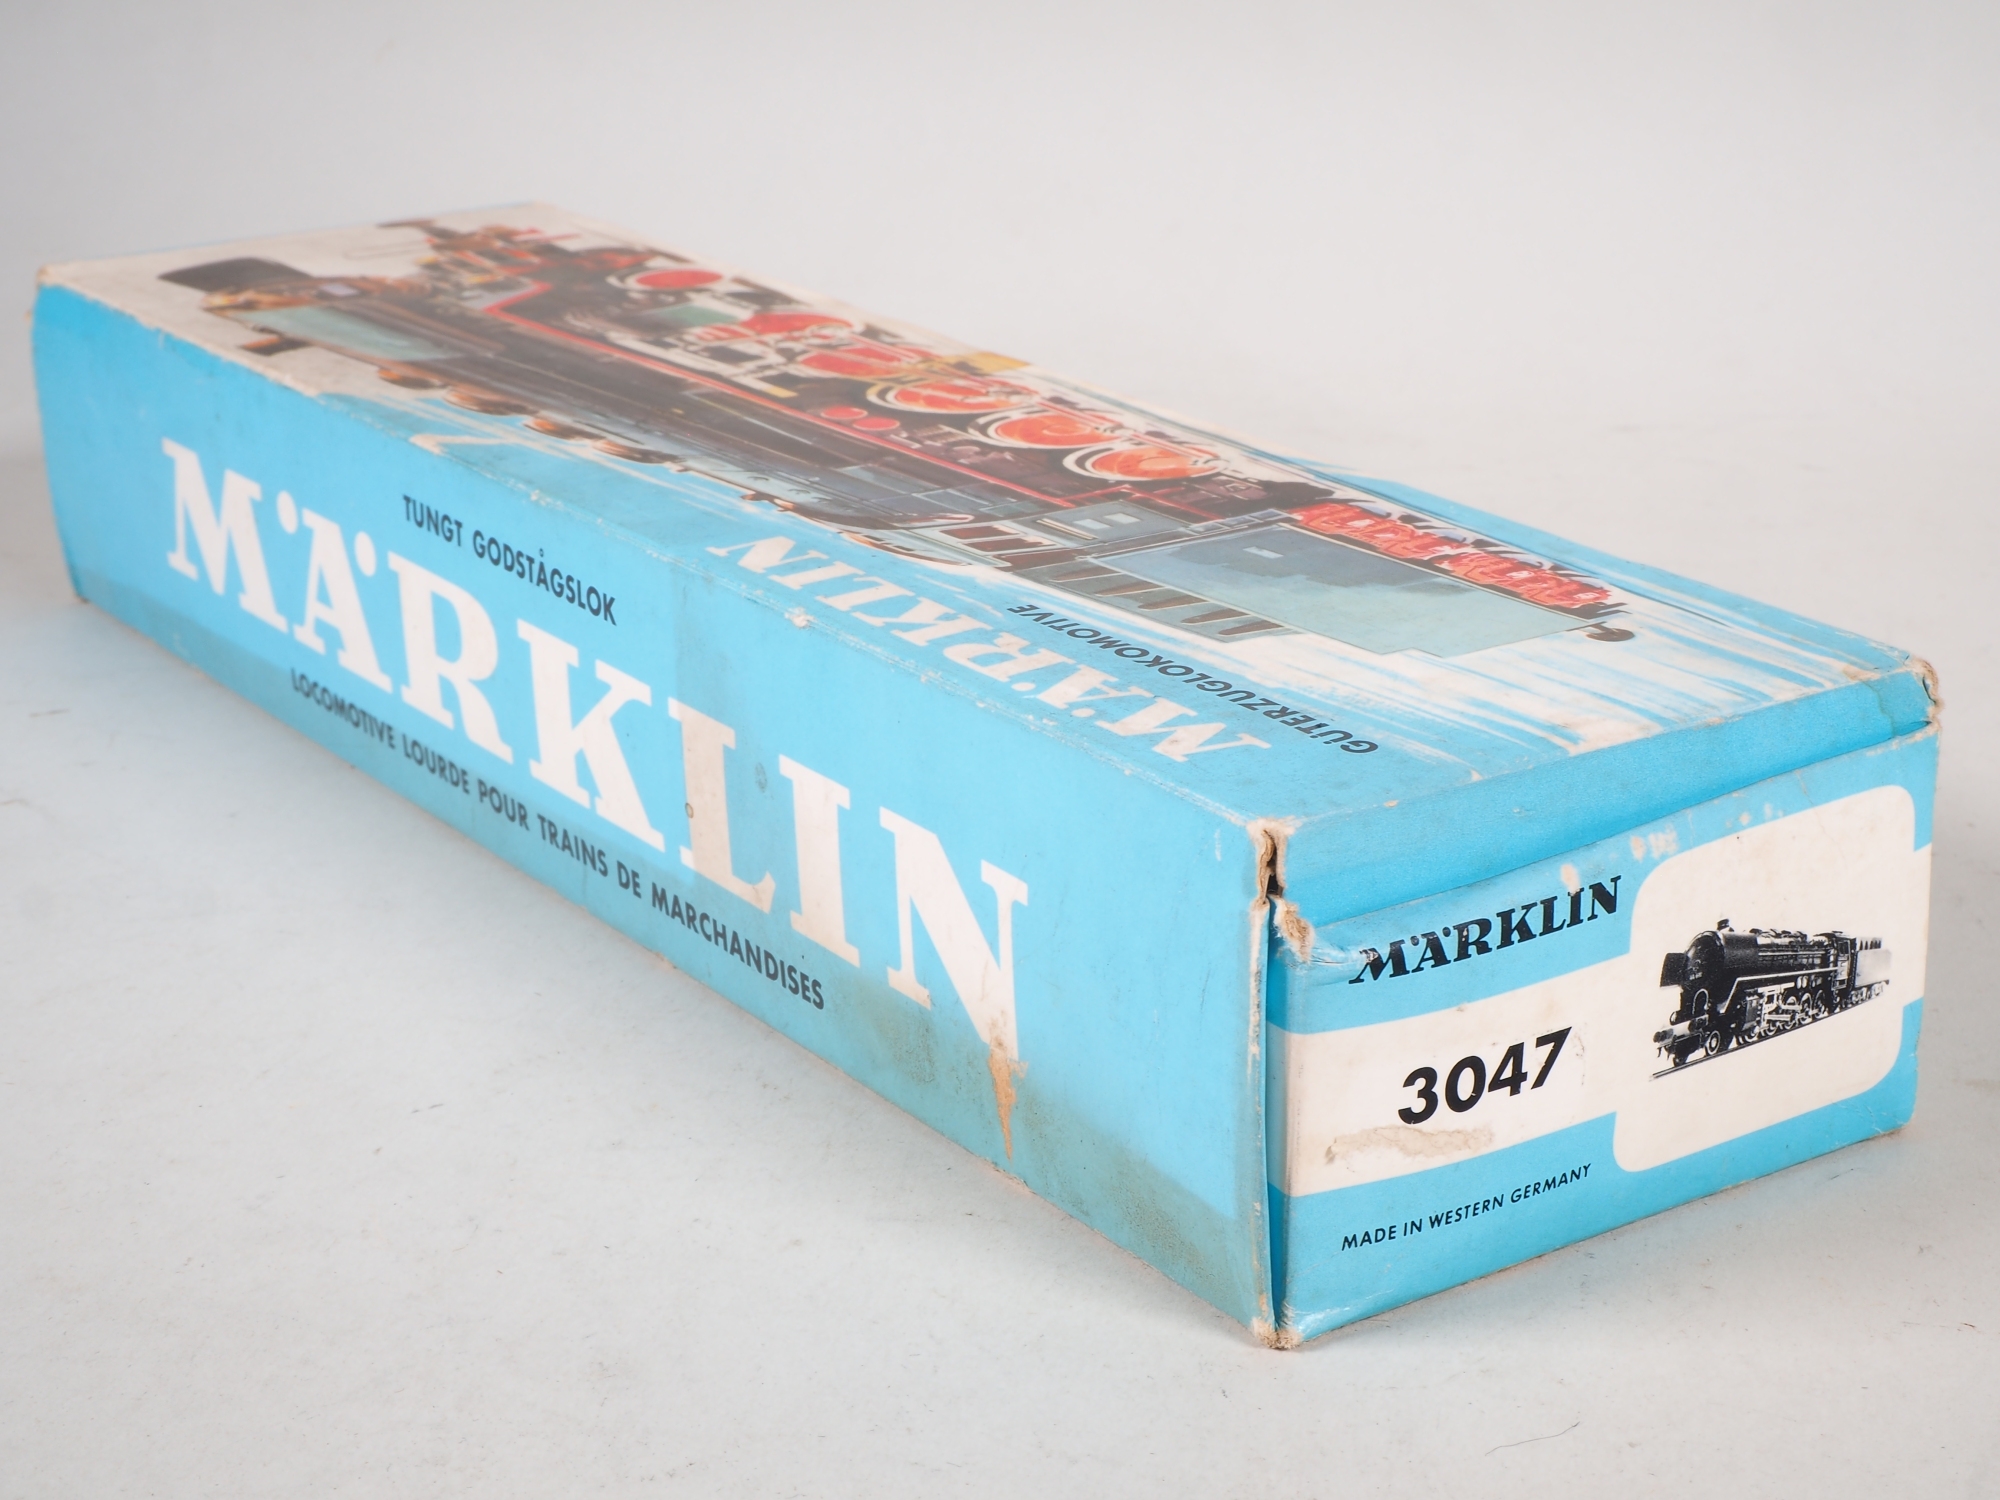 MÄRKLIN
GÜTERZUGLOKOMOTIVE
TUNGT GODSTÅGSLOK
MÄRKLIN
LOCOMOTIVE LOURDE POUR TRAINS DE MARCHANDISES
MÄRKLIN
3047
MADE IN WESTERN GERMANY